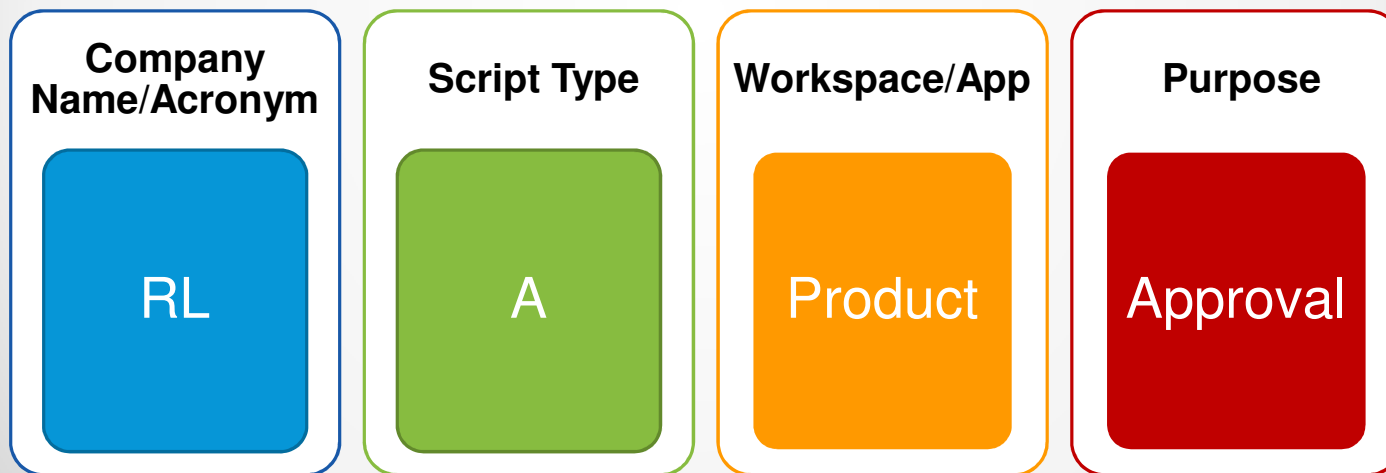 Company
Name/Acronym
RL
Script Type
A
Workspace/App
Product
Purpose
Approval